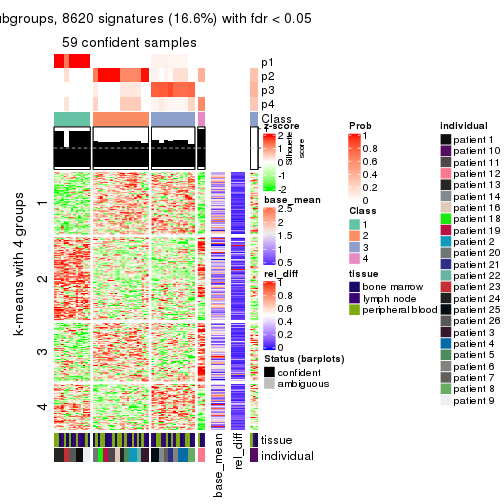 ubgroups, 8620 signatures (16.6%) with fdr < 0.05
59 confident samples
p1
p2
p3
p4
Class
z-score
2
1
0
-1
-2
Silhouette
score
base_mean
2.5
2
1.5
1
0.5
rel_diff
1
0.8
0.6
0.4
0.2
0
Status (barplots)
confident
ambiguous
Prob
1
0.8
0.6
0.4
0.2
0
Class
1
2
3
4
tissue
bone marrow
lymph node
peripheral blood
individual
patient 1
patient 10
patient 11
patient 12
patient 13
patient 14
patient 16
patient 18
patient 19
patient 2
patient 20
patient 21
patient 22
patient 23
patient 24
patient 25
patient 26
patient 3
patient 4
patient 5
patient 6
patient 7
patient 8
patient 9
k-means with 4 groups
1
2
3
4
tissue
individual
base_mean
rel_diff